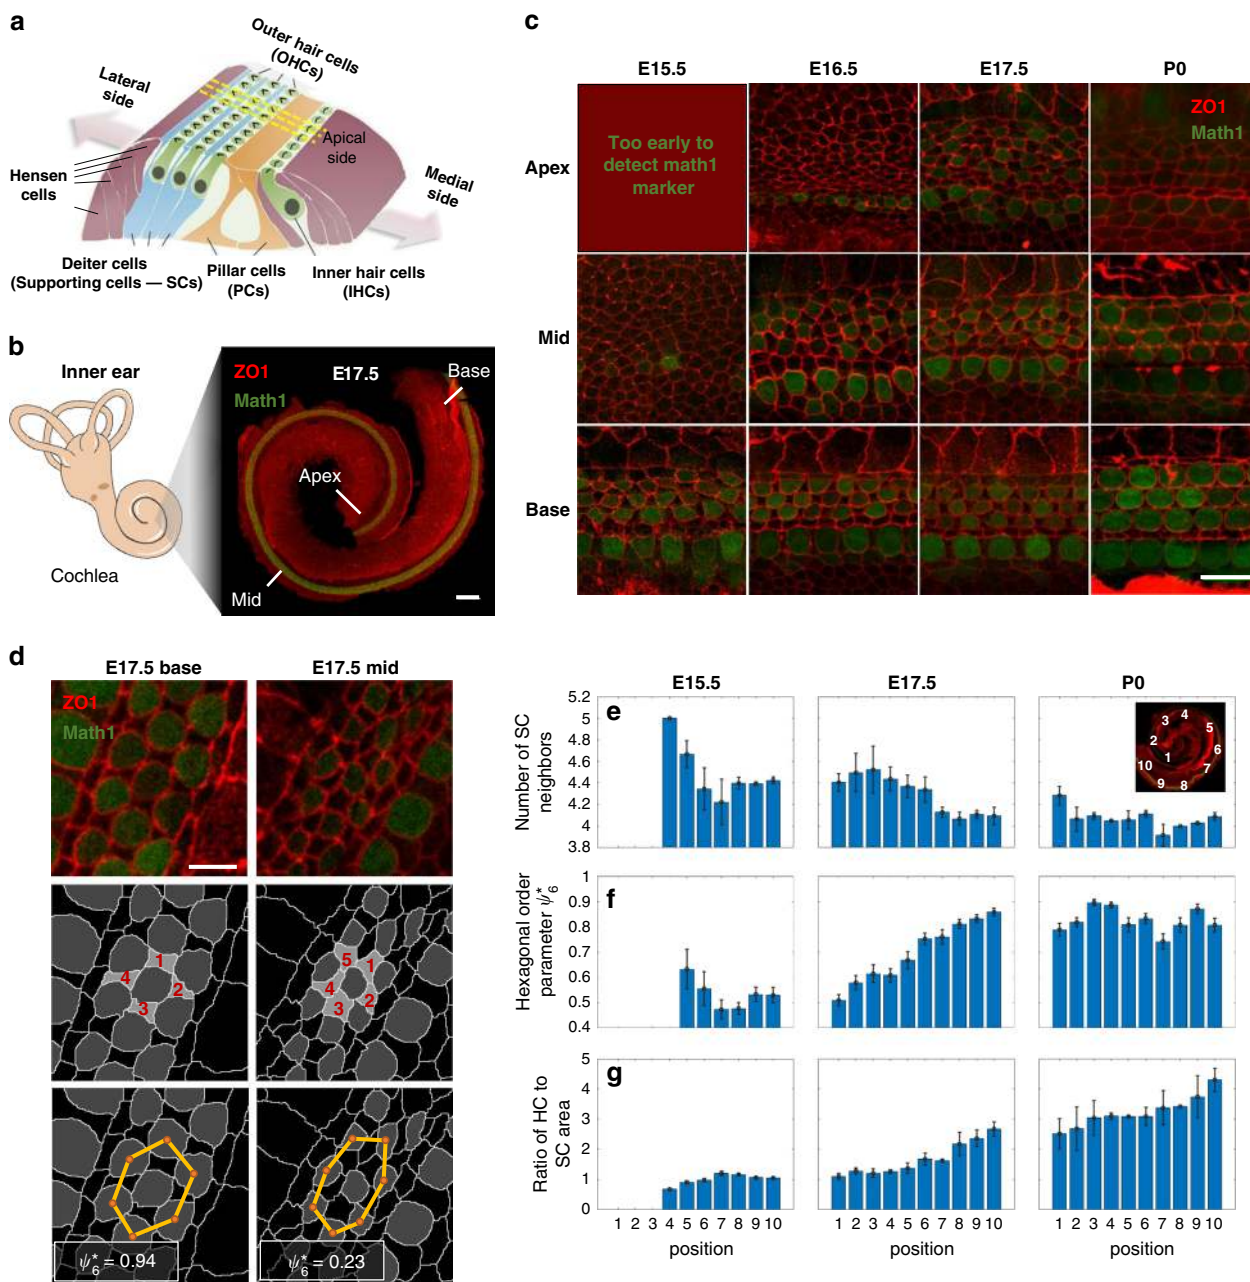 a
Outer hair cells
(OHCs)
Lateral
side
Apical
side
Hensen
cells
Medial
side
Deiter cells
(Supporting cells — SCs)
Pillar cells
(PCs)
Inner hair cells
(IHCs)
b
Inner ear
Cochlea
ZO1
Math1
E17.5
Base
Apex
Mid
c
E15.5
E16.5
E17.5
P0
Apex
Too early to
detect math1
marker
ZO1
Math1
Mid
Base
d
E17.5 base
E17.5 mid
ZO1
Math1
1
2
3
4
5
1
2
3
4
ψ*6 = 0.94
ψ*6 = 0.23
E15.5
E17.5
P0
e
Number of SC
neighbors
5.2
5
4.8
4.6
4.4
4.2
4
3.8
1
2
3
4
5
6
7
8
9
10
f
Hexagonal order
parameter ψ*6
1
0.9
0.8
0.7
0.6
0.5
0.4
g
Ratio of HC to
SC area
5
4
3
2
1
0
1 2 3 4 5 6 7 8 9 10
1 2 3 4 5 6 7 8 9 10
1 2 3 4 5 6 7 8 9 10
position
position